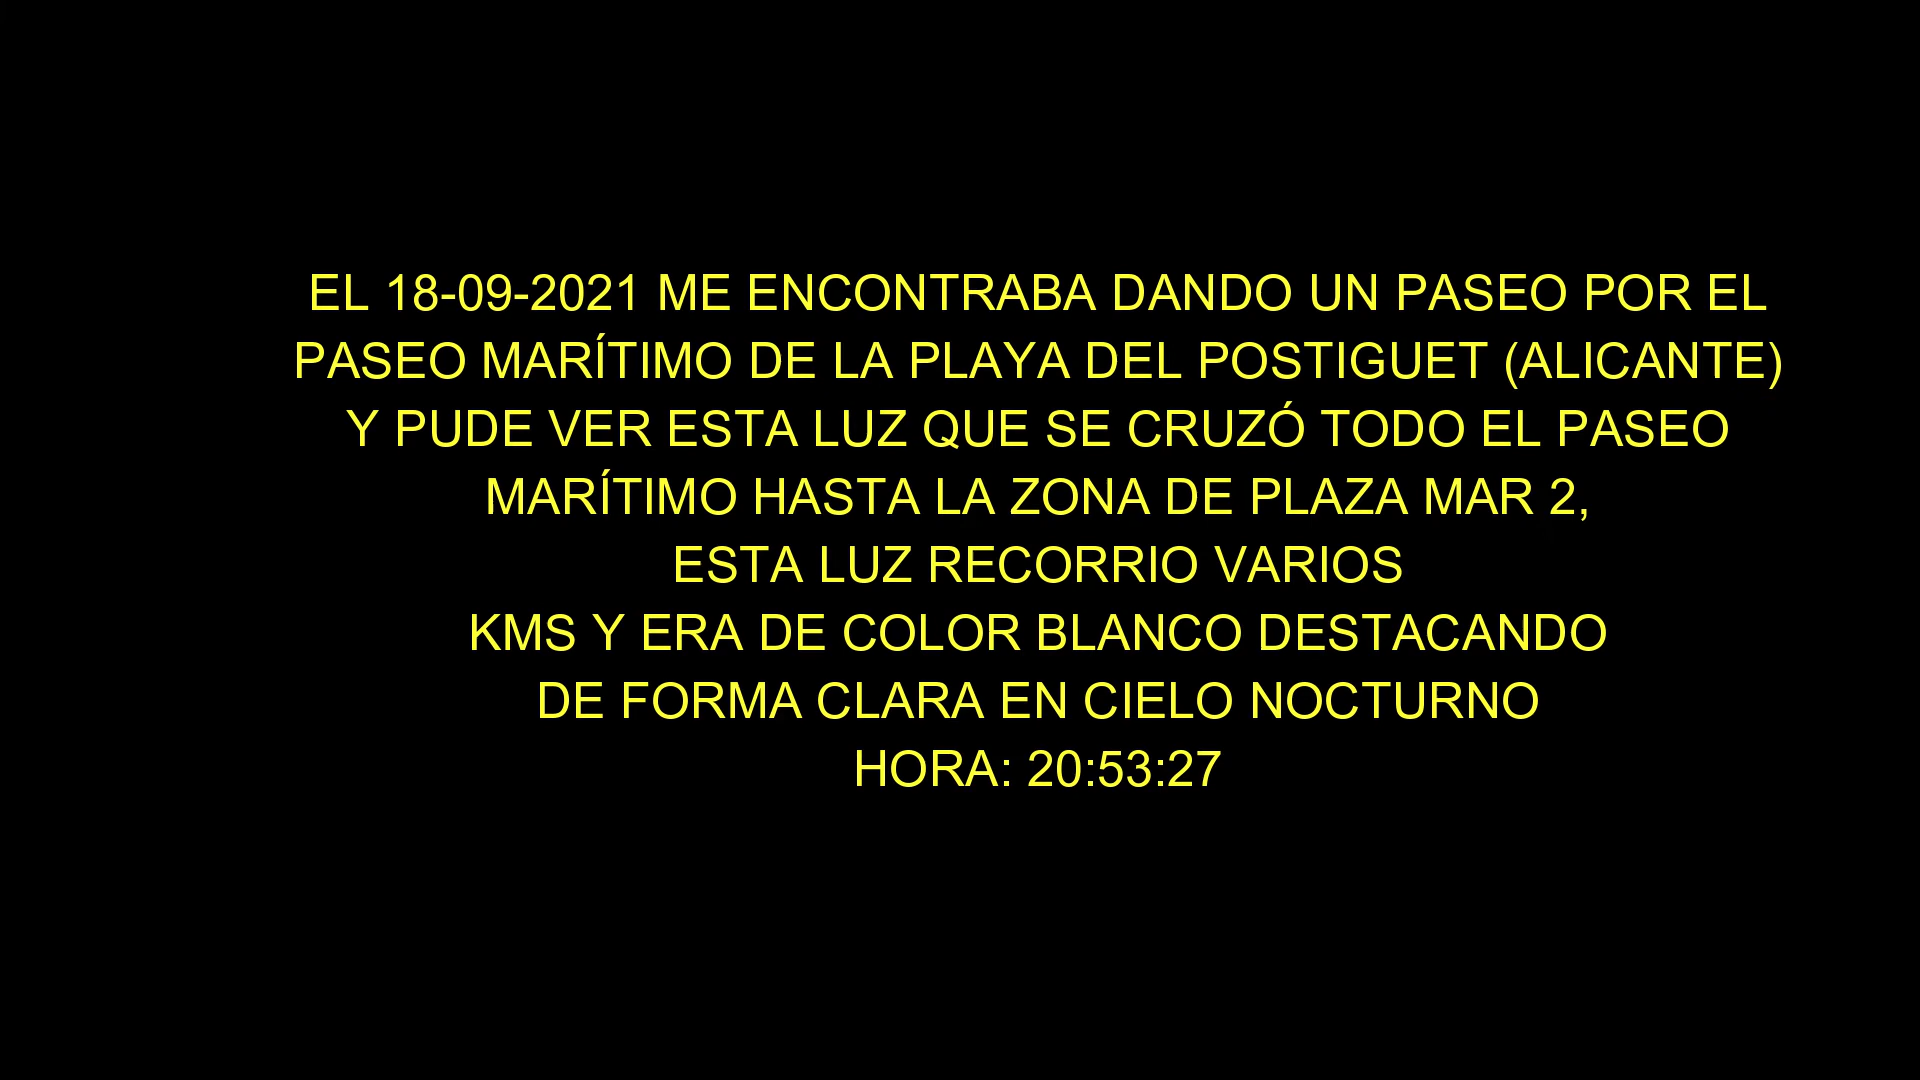 EL 18-09-2021 ME ENCONTRABA DANDO UN PASEO POR EL
PASEO MARÍTIMO DE LA PLAYA DEL POSTIGUET (ALICANTE)
Y PUDE VER ESTA LUZ QUE SE CRUZÓ TODO EL PASEO
MARÍTIMO HASTA LA ZONA DE PLAZA MAR 2,
ESTA LUZ RECORRIO VARIOS
KMS Y ERA DE COLOR BLANCO DESTACANDO
DE FORMA CLARA EN CIELO NOCTURNO
HORA: 20:53:27